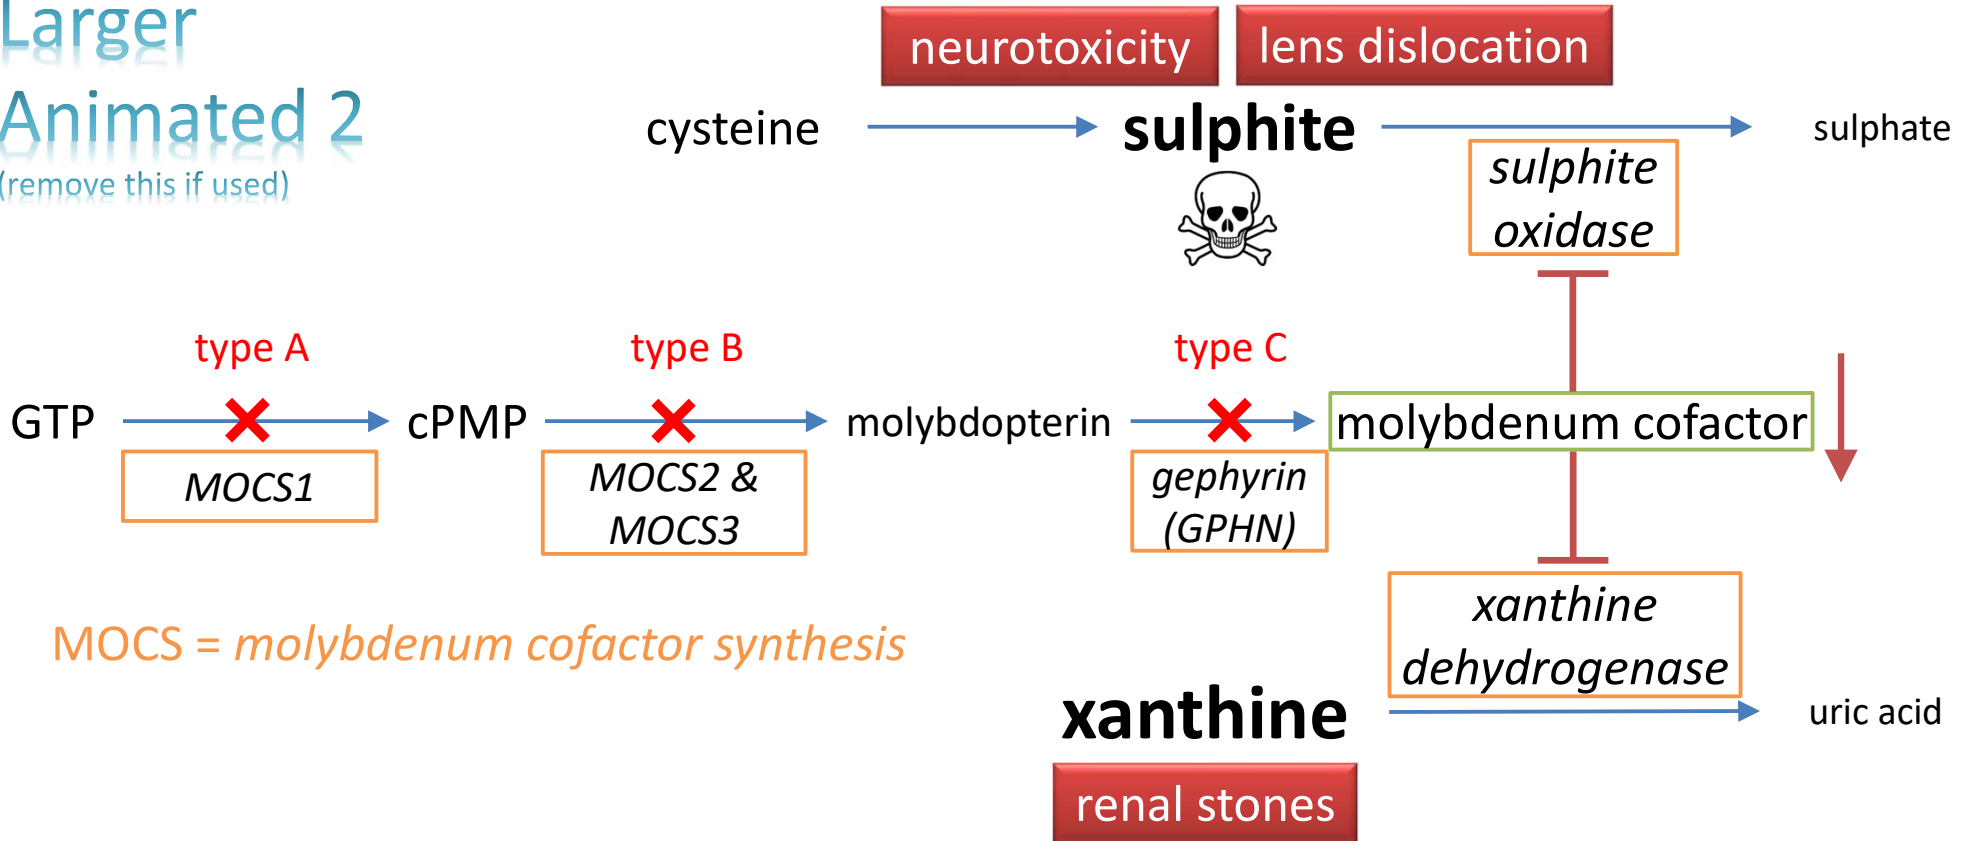 Larger
Animated 2
(remove this if used)
neurotoxicity
lens dislocation
cysteine
sulphite
sulphate
sulphite
oxidase
type A
type B
type C
GTP
cPMP
molybdopterin
molybdenum cofactor
MOCS1
MOCS2 &
MOCS3
gephyrin
(GPHN)
xanthine
dehydrogenase
MOCS = molybdenum cofactor synthesis
xanthine
uric acid
renal stones